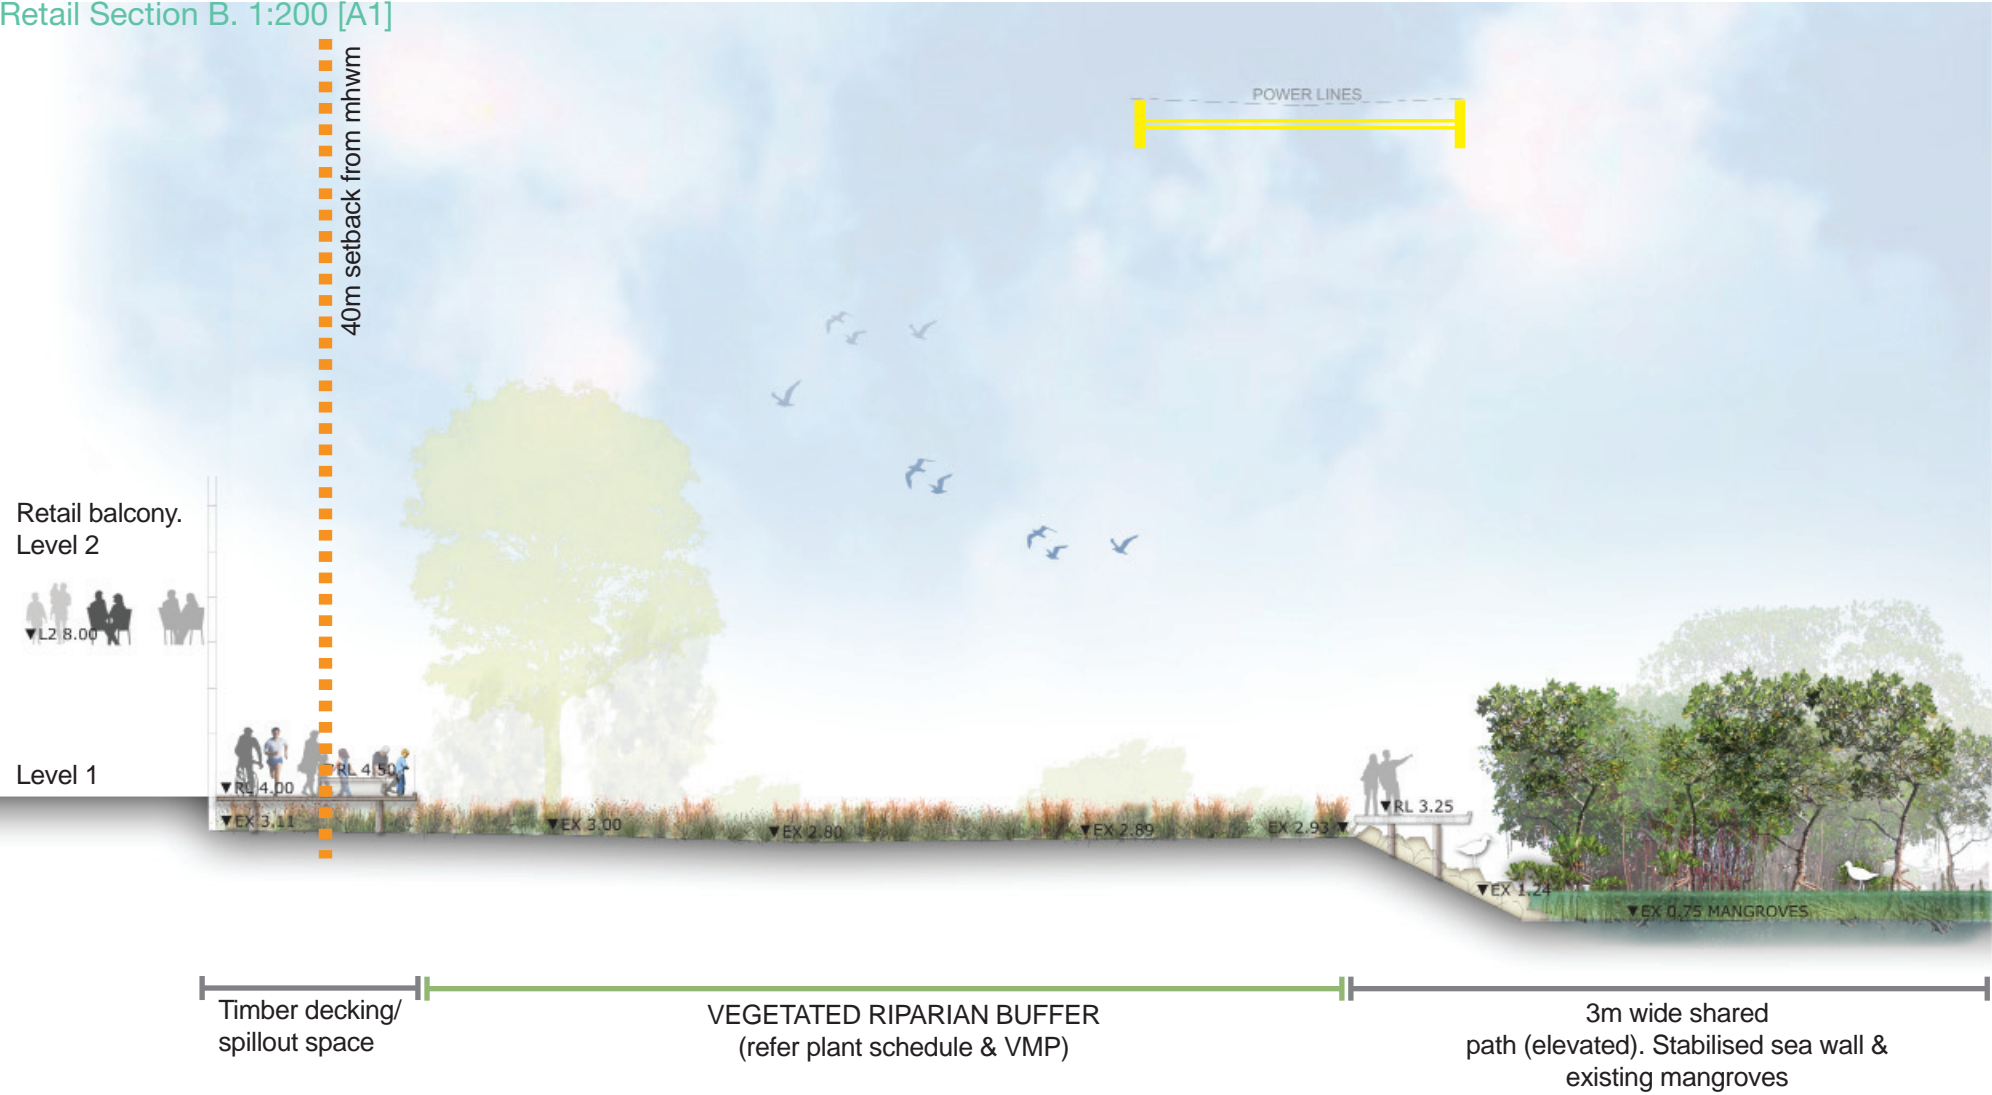 Retail Section B. 1:200 [A1]
40m setback from mhwm
POWER LINES
Retail balcony.
Level 2
▼L2 8.00
Level 1
▼RL 4.00
▼RL 4.50
▼EX 3.11
▼EX 3.00
▼EX 2.80
▼EX 2.89
EX 2.93▼
▼RL 3.25
▼EX 1.24
▼EX 0.75 MANGROVES
Timber decking/
spillout space
VEGETATED RIPARIAN BUFFER
(refer plant schedule & VMP)
3m wide shared
path (elevated). Stabilised sea wall &
existing mangroves